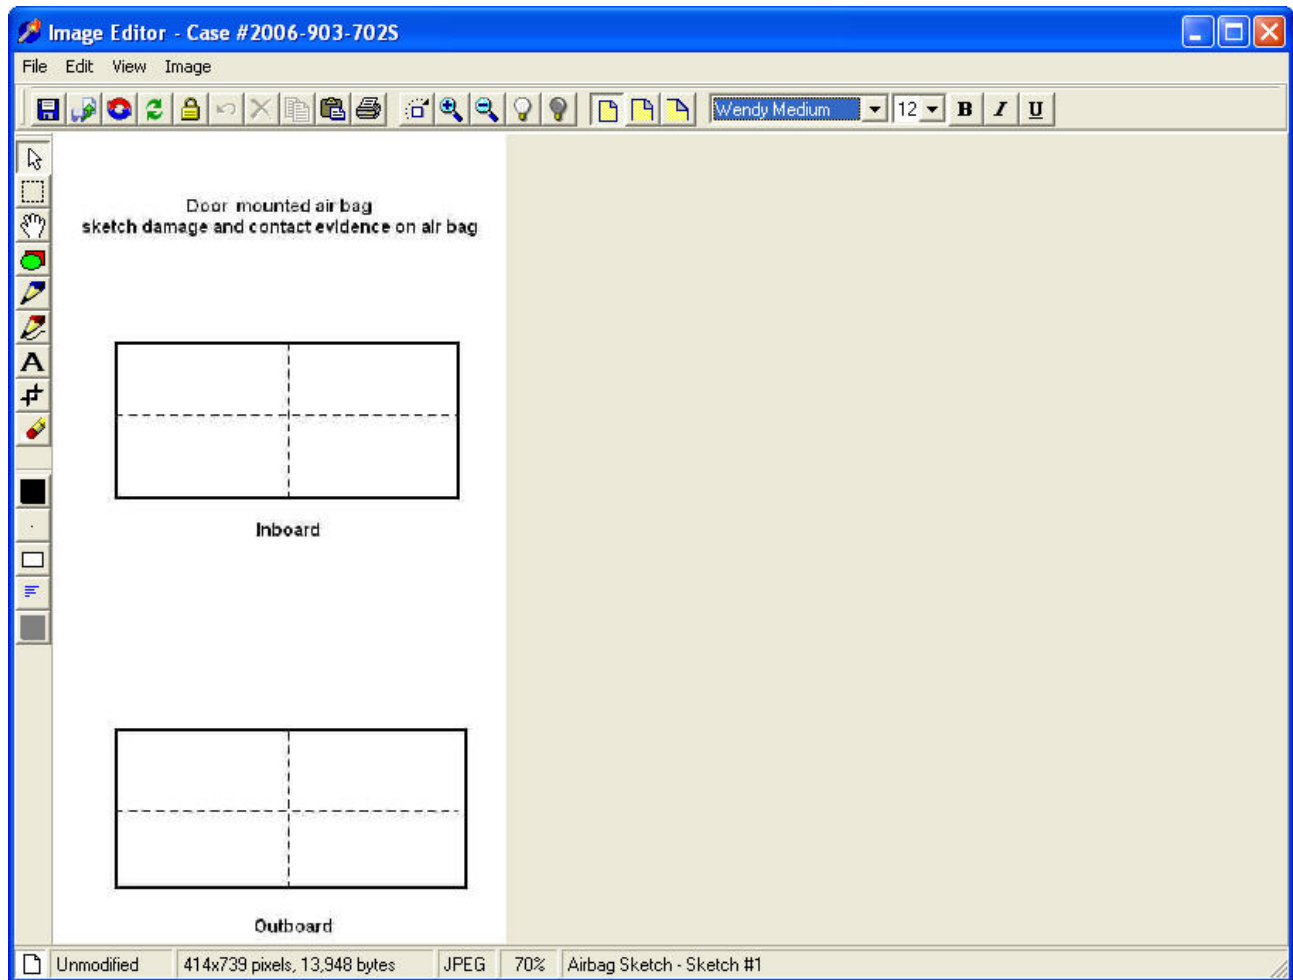 Image Editor - Case #2006-903-702S
File Edit View Image
Wendy Medium 12 B I U
Door mounted air bag
sketch damage and contact evidence on air bag
A
Inboard
Outboard
Unmodified 414x739 pixels, 13,948 bytes JPEG 70% Airbag Sketch - Sketch #1